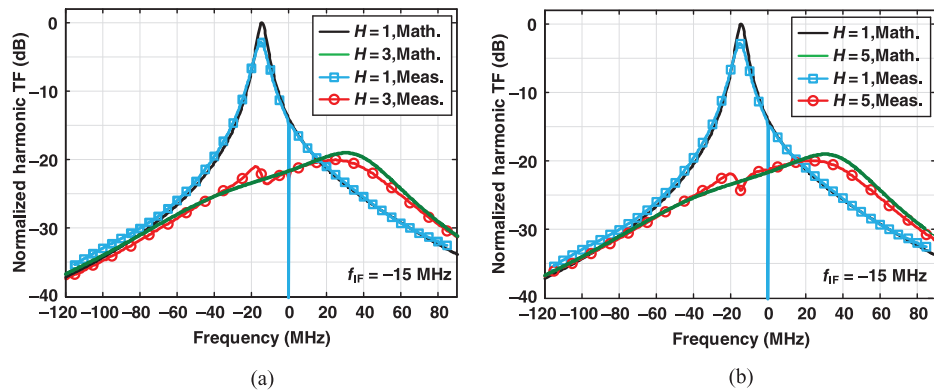 0
−10
−20
−30
−40
Normalized harmonic TF (dB)
H = 1,Math.
H = 3,Math.
H = 1,Meas.
H = 3,Meas.
f_IF = −15 MHz
−120 −100 −80 −60 −40 −20 0 20 40 60 80
Frequency (MHz)
(a)
0
−10
−20
−30
−40
Normalized harmonic TF (dB)
H = 1,Math.
H = 5,Math.
H = 1,Meas.
H = 5,Meas.
f_IF = −15 MHz
−120 −100 −80 −60 −40 −20 0 20 40 60 80
Frequency (MHz)
(b)